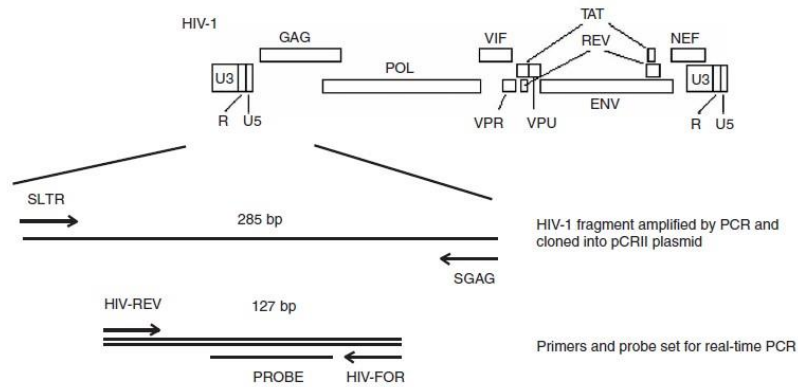 HIV-1
TAT
GAG
VIF
REV
NEF
U3
POL
U3
ENV
R U5
VPR
VPU
R U5
SLTR
285 bp
HIV-1 fragment amplified by PCR and
cloned into pCRII plasmid
SGAG
HIV-REV
127 bp
Primers and probe set for real-time PCR
PROBE
HIV-FOR